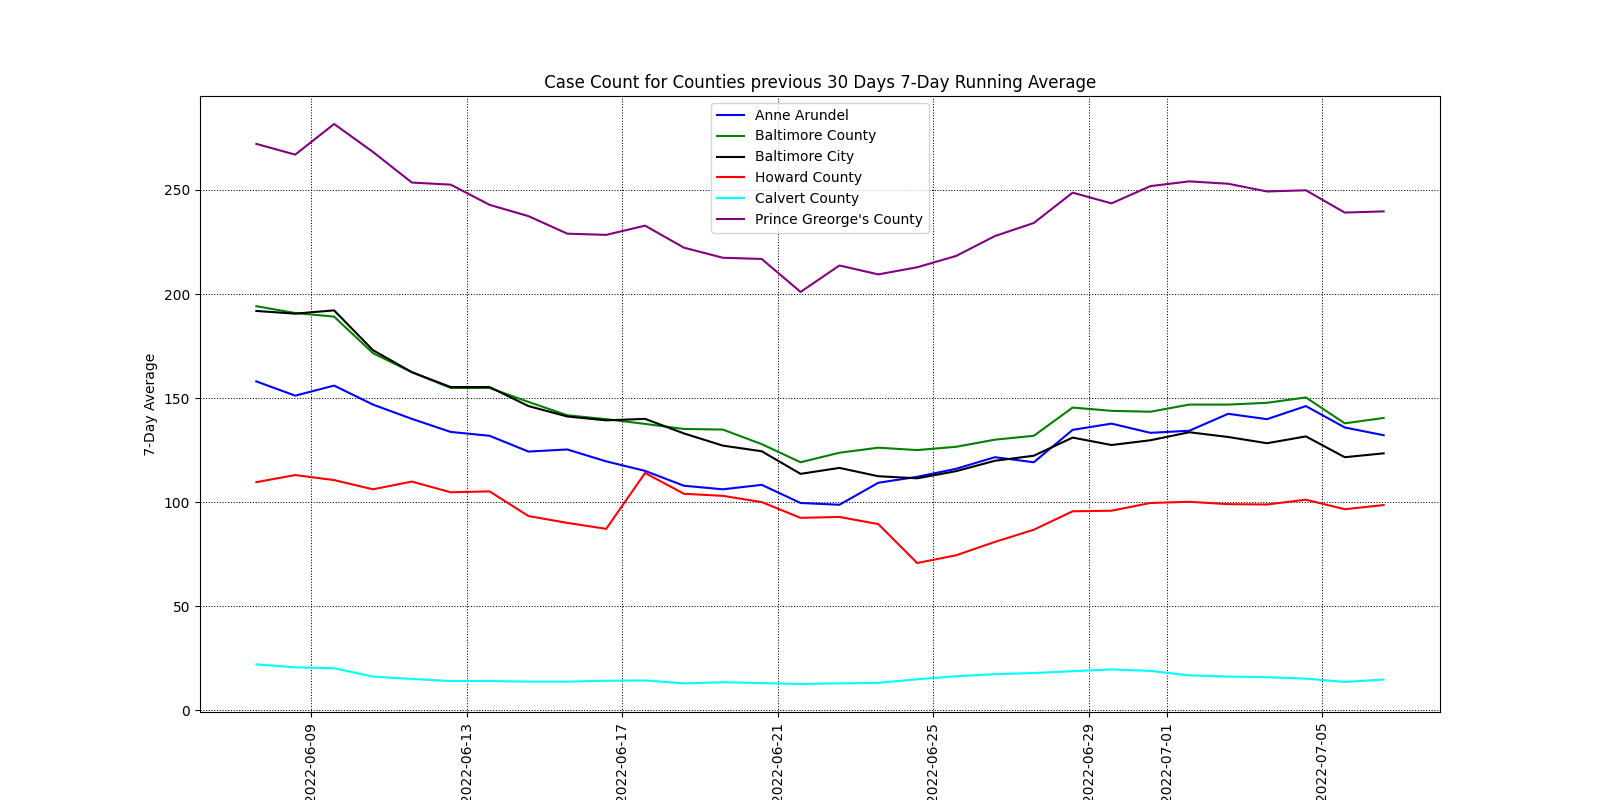 Case Count for Counties previous 30 Days 7-Day Running Average
Anne Arundel
Baltimore County
Baltimore City
Howard County
Calvert County
Prince Greorge's County
7-Day Average
250
200
150
100
50
0
2022-06-09
2022-06-13
2022-06-17
2022-06-21
2022-06-25
2022-06-29
2022-07-01
2022-07-05